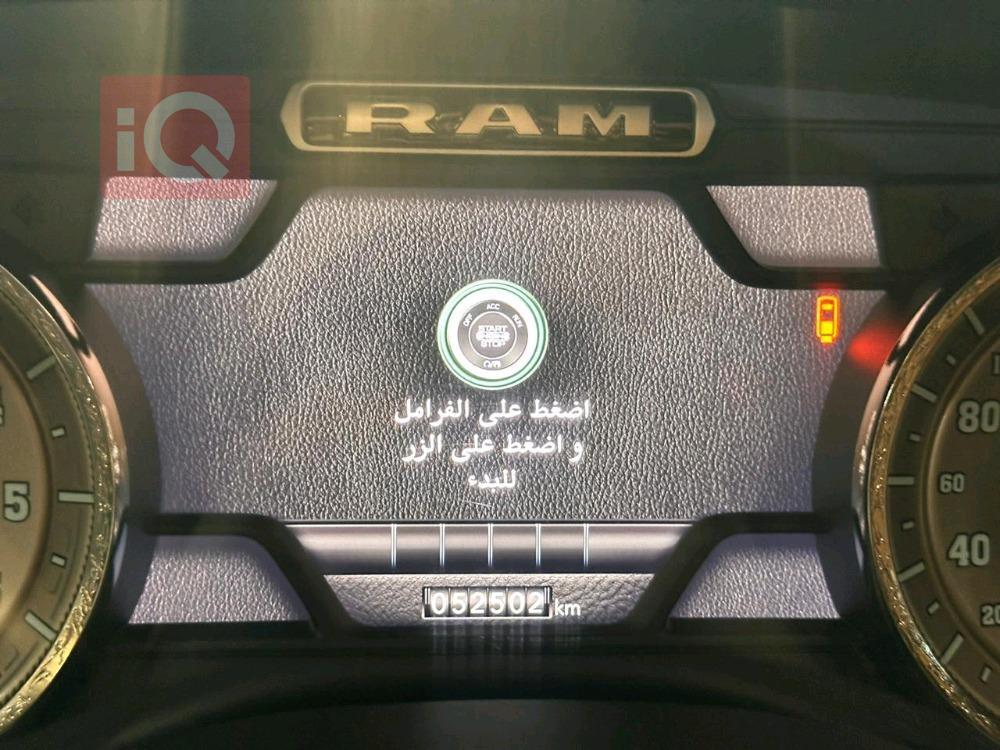 iQ
RAM
OFF ACC RUN
START
ENGINE
STOP
اضغط على الفرامل
و اضغط على الزر
للبدء
5
80
60
40
20
052502 km